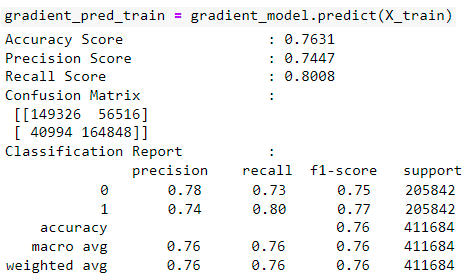 gradient_pred_train = gradient_model.predict(X_train)
Accuracy Score                 : 0.7631
Precision Score                : 0.7447
Recall Score                   : 0.8008
Confusion Matrix               :
 [[149326  56516]
 [ 40994 164848]]
Classification Report          :
              precision    recall  f1-score   support
           0       0.78      0.73      0.75    205842
           1       0.74      0.80      0.77    205842
    accuracy                           0.76    411684
   macro avg       0.76      0.76      0.76    411684
weighted avg       0.76      0.76      0.76    411684